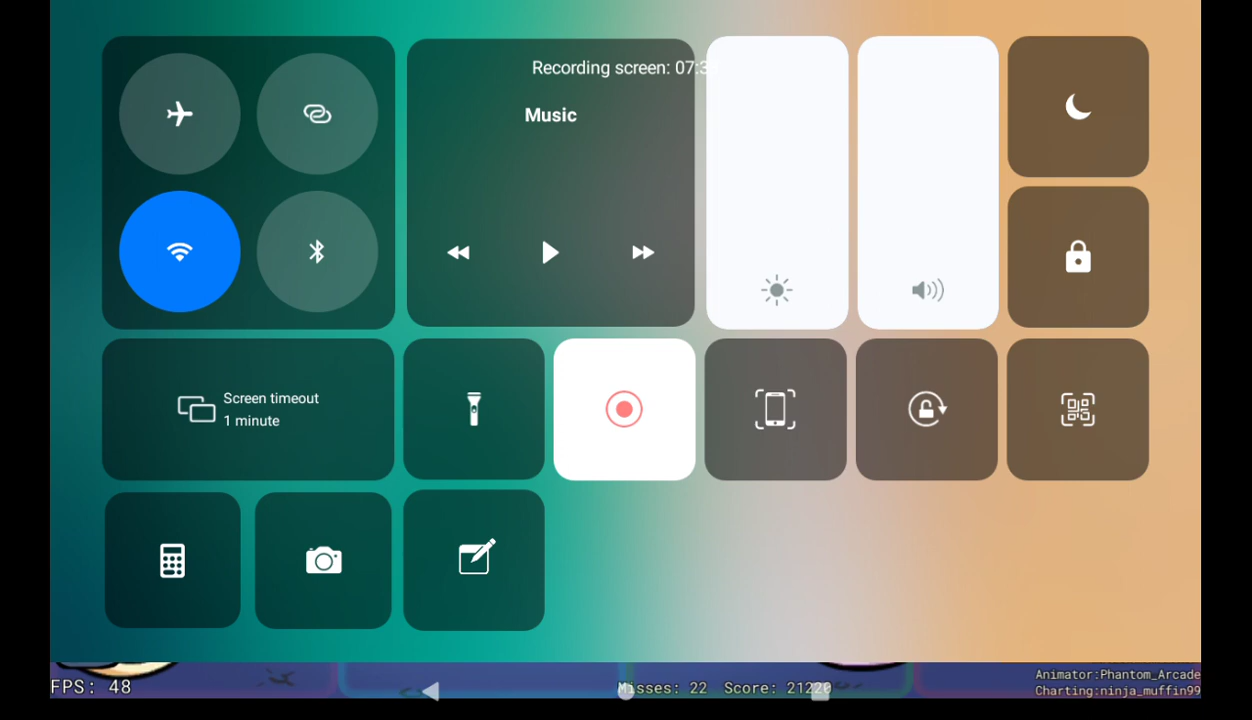 Recording screen: 07:3
Music
Screen timeout
1 minute
FPS: 48
Misses: 22 Score: 21220
Animator:Phantom_Arcade
Charting:ninja_muffin99